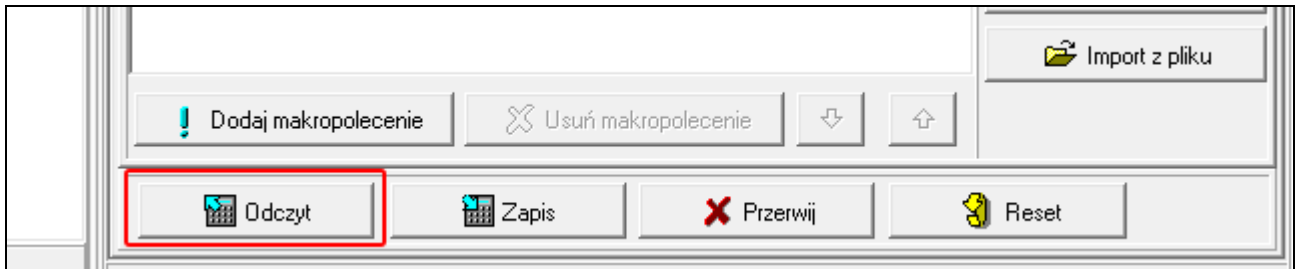 Import z pliku
Dodaj makropolecenie Usuń makropolecenie
Odczyt Zapis Przerwij Reset